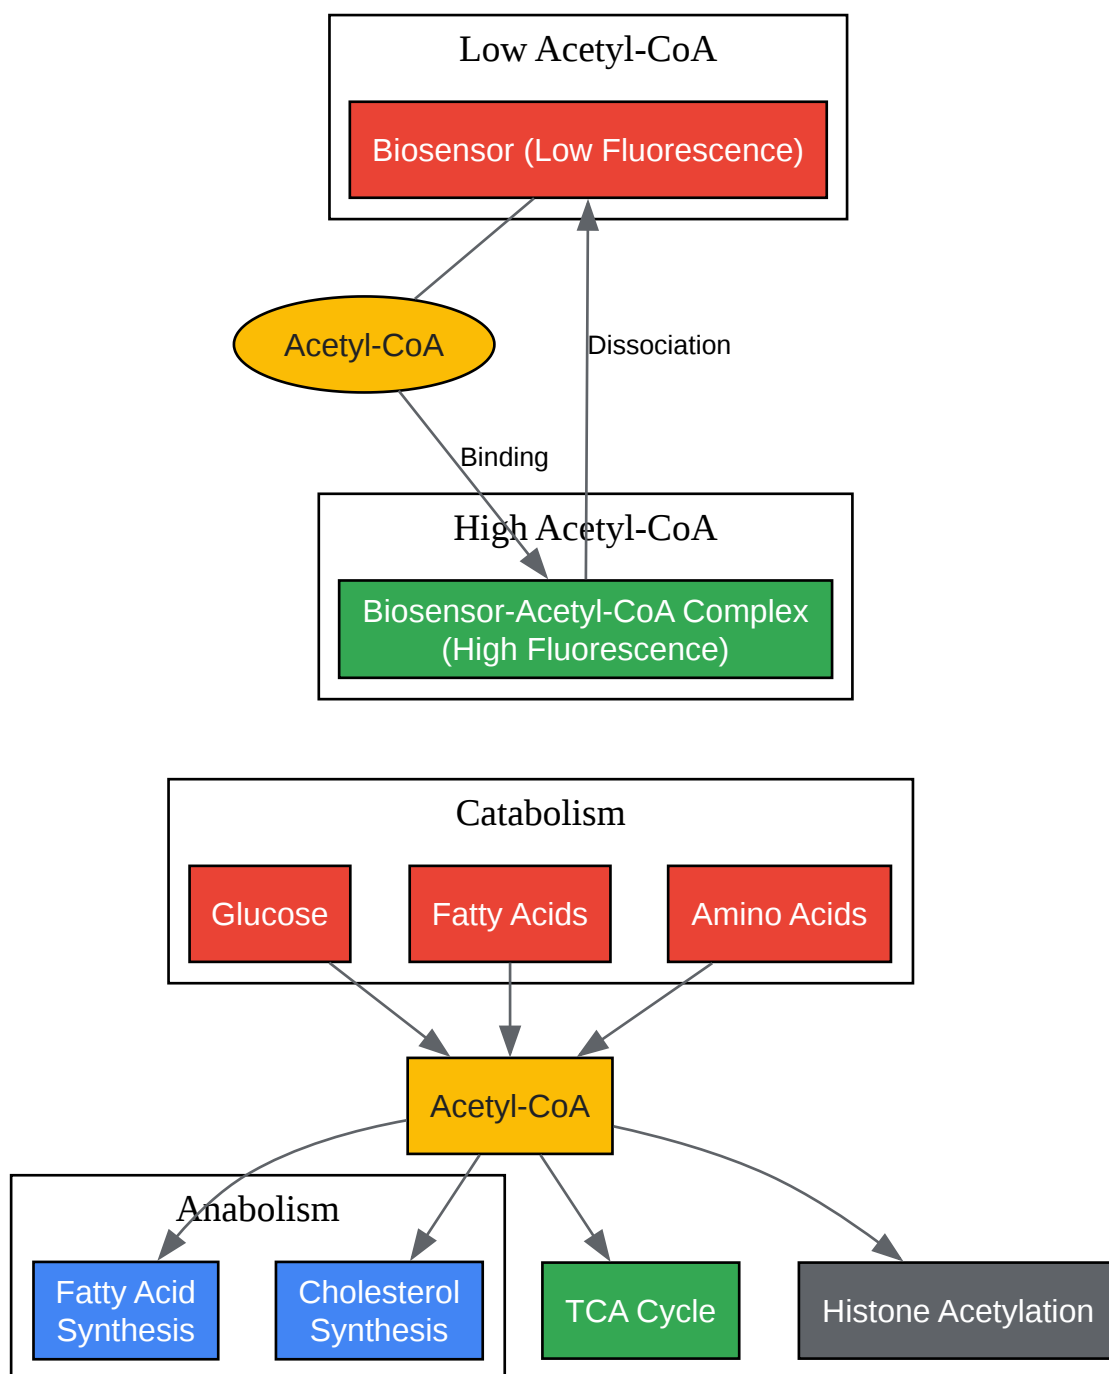 Low Acetyl-CoA
Biosensor (Low Fluorescence)
Acetyl-CoA
Dissociation
Binding
High Acetyl-CoA
Biosensor-Acetyl-CoA Complex
(High Fluorescence)
Catabolism
Glucose
Fatty Acids
Amino Acids
Acetyl-CoA
Anabolism
Fatty Acid
Synthesis
Cholesterol
Synthesis
TCA Cycle
Histone Acetylation